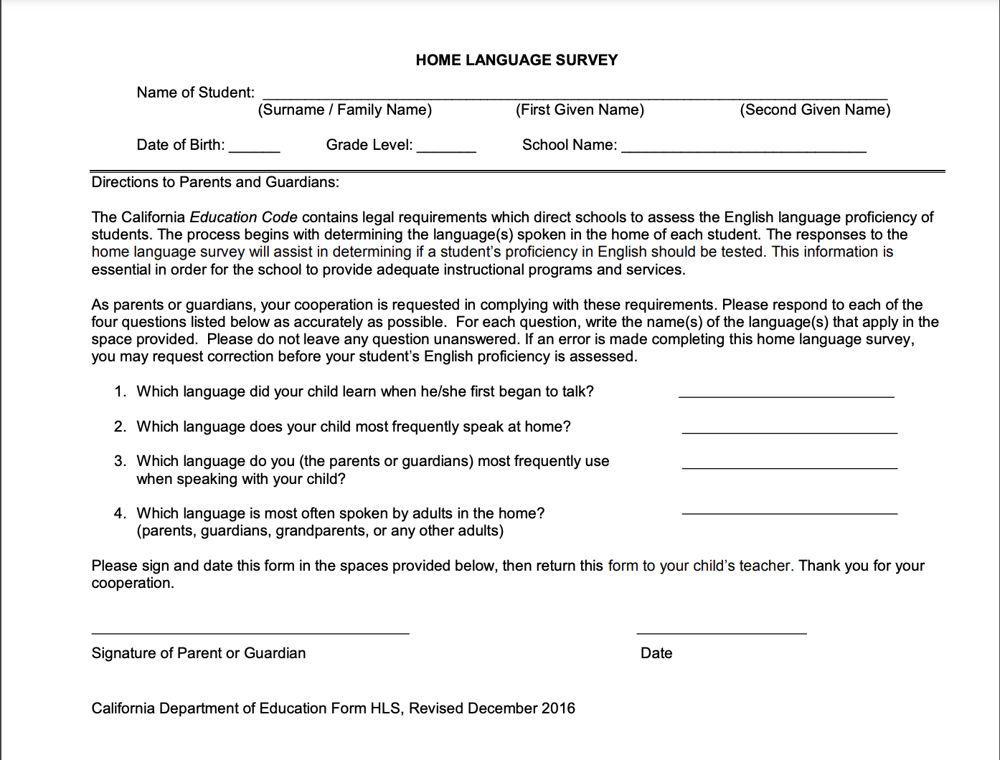 HOME LANGUAGE SURVEY
Name of Student: ____________________
(Surname / Family Name) (First Given Name) (Second Given Name)
Date of Birth: ______ Grade Level: _______ School Name: ____________________
Directions to Parents and Guardians:
The California Education Code contains legal requirements which direct schools to assess the English language proficiency of
students. The process begins with determining the language(s) spoken in the home of each student. The responses to the
home language survey will assist in determining if a student’s proficiency in English should be tested. This information is
essential in order for the school to provide adequate instructional programs and services.
As parents or guardians, your cooperation is requested in complying with these requirements. Please respond to each of the
four questions listed below as accurately as possible.  For each question, write the name(s) of the language(s) that apply in the
space provided.  Please do not leave any question unanswered. If an error is made completing this home language survey,
you may request correction before your student’s English proficiency is assessed.
1. Which language did your child learn when he/she first began to talk? ____________________
2. Which language does your child most frequently speak at home? ____________________
3. Which language do you (the parents or guardians) most frequently use ____________________
when speaking with your child?
4. Which language is most often spoken by adults in the home? ____________________
(parents, guardians, grandparents, or any other adults)
Please sign and date this form in the spaces provided below, then return this form to your child’s teacher. Thank you for your
cooperation.
Signature of Parent or Guardian Date
California Department of Education Form HLS, Revised December 2016